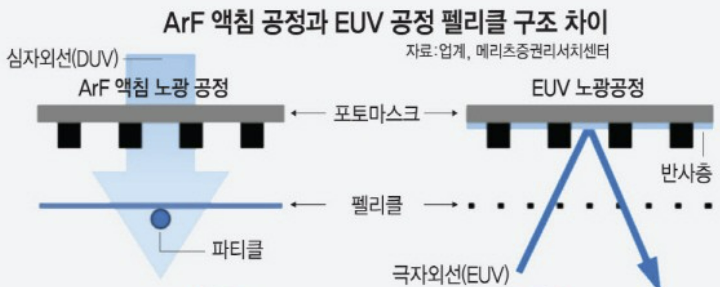 ArF 액침 공정과 EUV 공정 펠리클 구조 차이
자료:업계, 메리츠증권리서치센터
심자외선(DUV)
ArF 액침 노광 공정
EUV 노광공정
포토마스크
반사층
펠리클
파티클
극자외선(EUV)